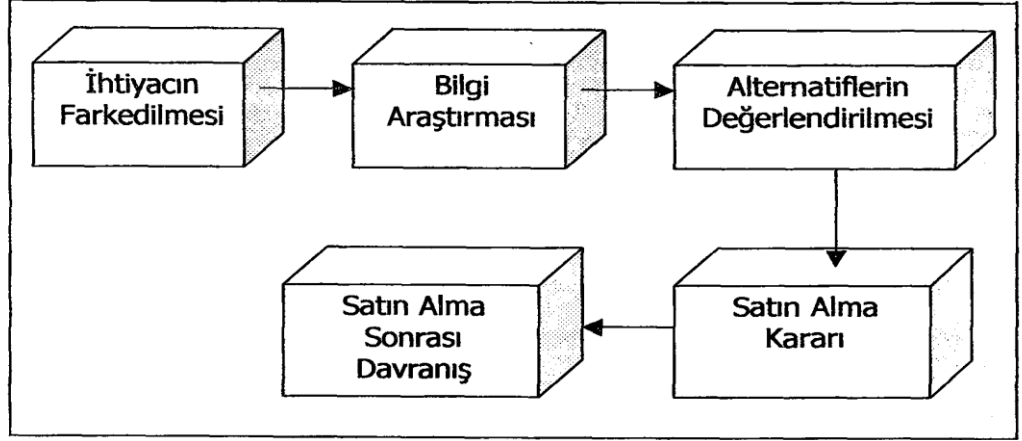 İhtiyacın
Farkedilmesi
Bilgi
Araştırması
Alternatiflerin
Değerlendirilmesi
Satın Alma
Kararı
Satın Alma
Sonrası
Davranış